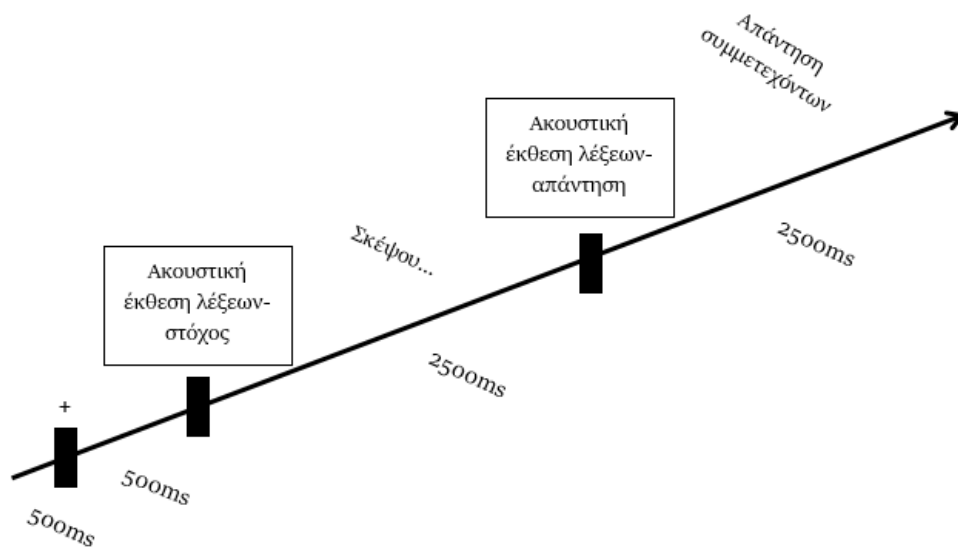 Απάντηση
συμμετεχόντων
Ακουστική
έκθεση λέξεων-
απάντηση
Σκέψου...
2500ms
Ακουστική
έκθεση λέξεων-
στόχος
2500ms
+
500ms
500ms